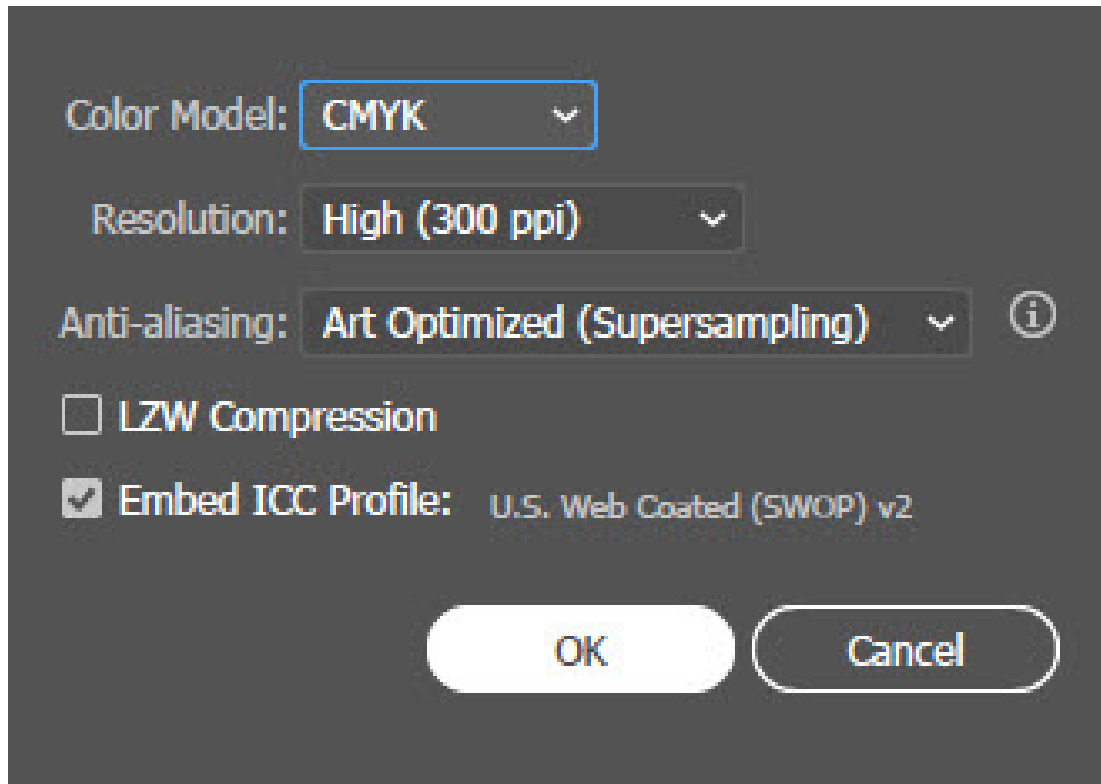 Color Model: CMYK
Resolution: High (300 ppi)
Anti-aliasing: Art Optimized (Supersampling)
LZW Compression
Embed ICC Profile: U.S. Web Coated (SWOP) v2
OK Cancel